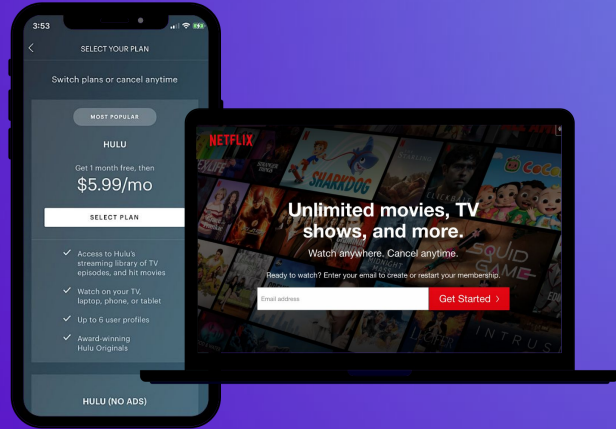 3:53
SELECT YOUR PLAN
Switch plans or cancel anytime
MOST POPULAR
HULU
Get 1 month free, then
$5.99/mo
SELECT PLAN
Access to Hulu's
streaming library of TV
episodes, and hit movies
Watch on your TV,
laptop, phone, or tablet
Up to 6 user profiles
Award-winning
Hulu Originals
HULU (NO ADS)
NETFLIX
SHARKDOG
CoCo
Unlimited movies, TV
shows, and more.
Watch anywhere. Cancel anytime.
SQUID
GAME
MIDNIGHT
MASS
Ready to watch? Enter your email to create or restart your membership.
Email address
Get Started >
INTRUS